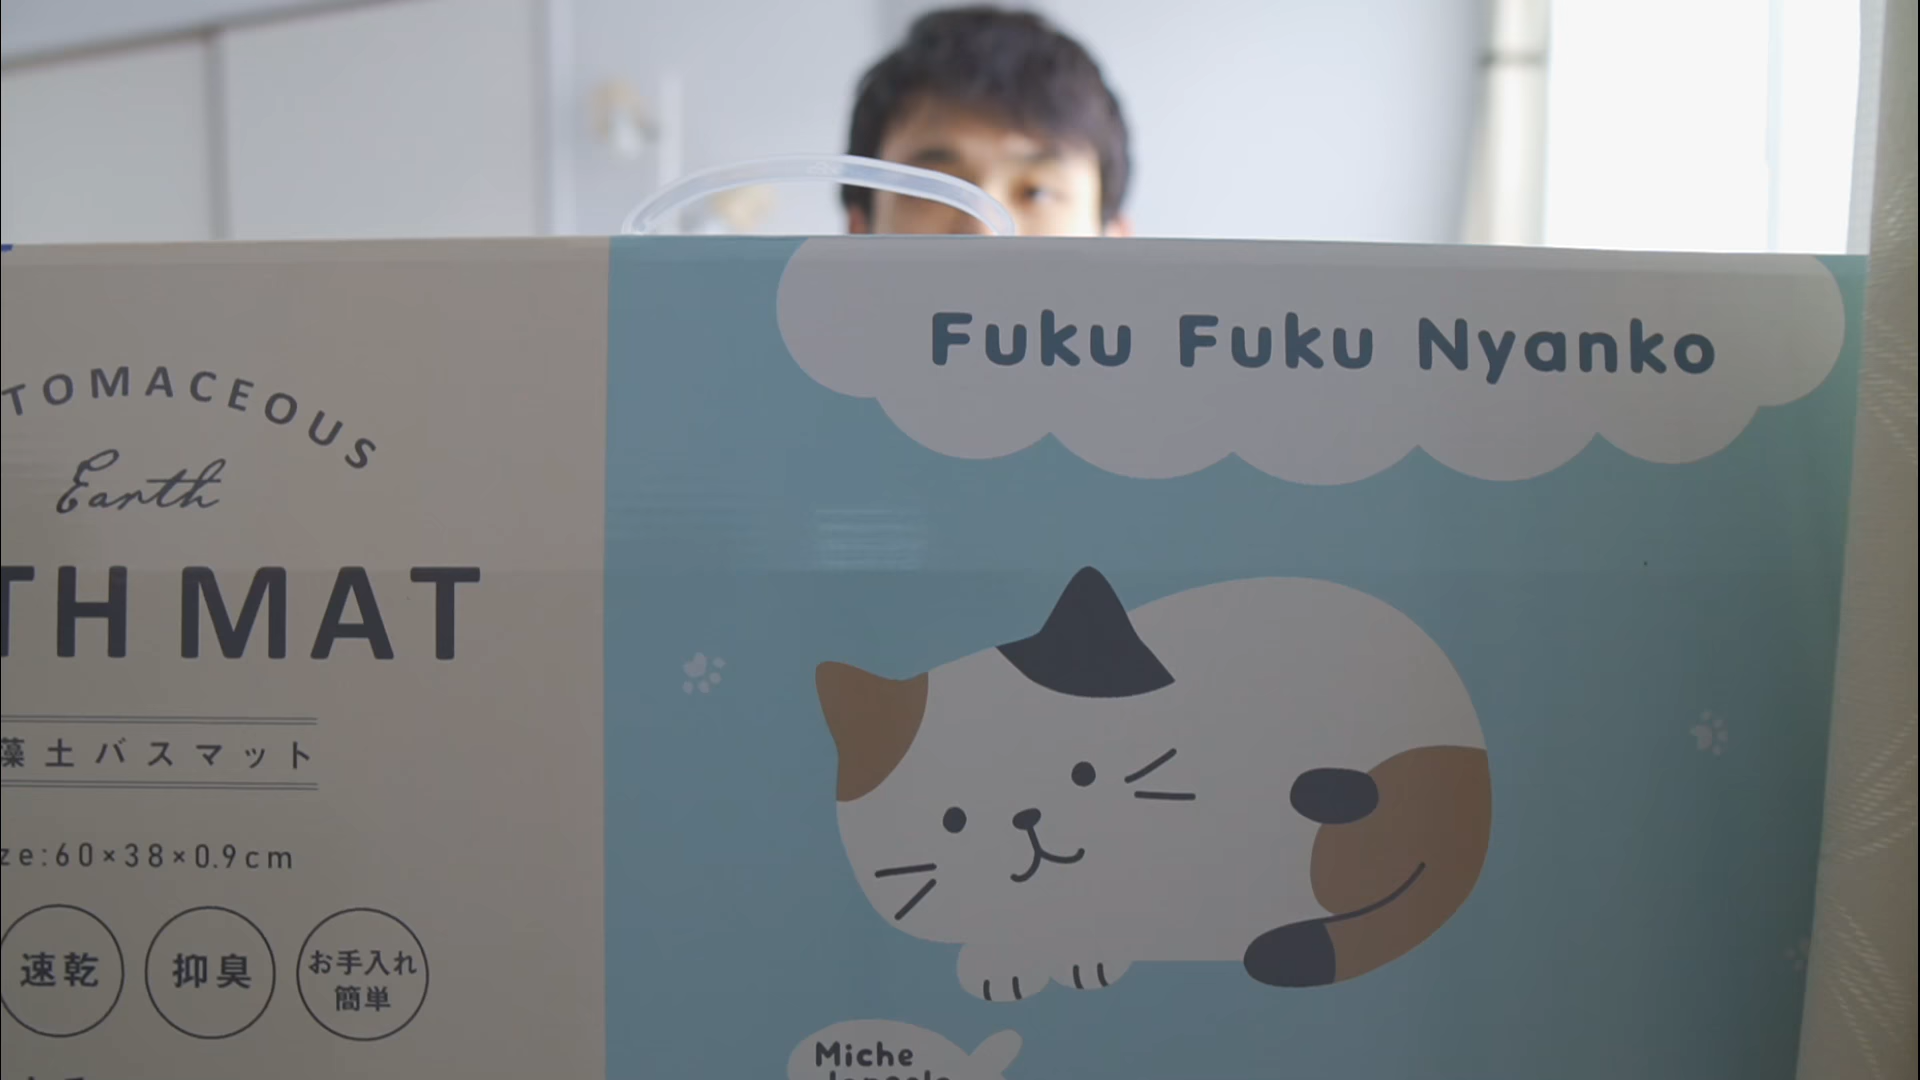 TOMACEOUS
Earth
TH MAT
藻土バスマット
ze:60×38×0.9cm
速乾
抑臭
お手入れ
簡単
Fuku Fuku Nyanko
Miche